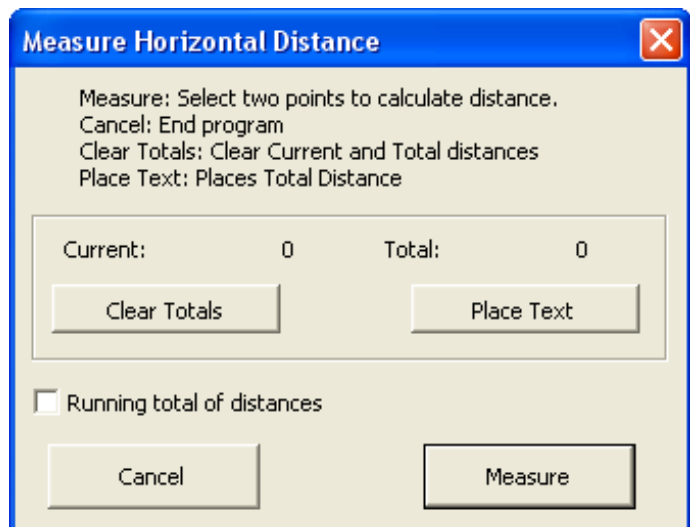 Measure Horizontal Distance
Measure: Select two points to calculate distance.
Cancel: End program
Clear Totals: Clear Current and Total distances
Place Text: Places Total Distance
Current: 0 Total: 0
Clear Totals Place Text
Running total of distances
Cancel Measure